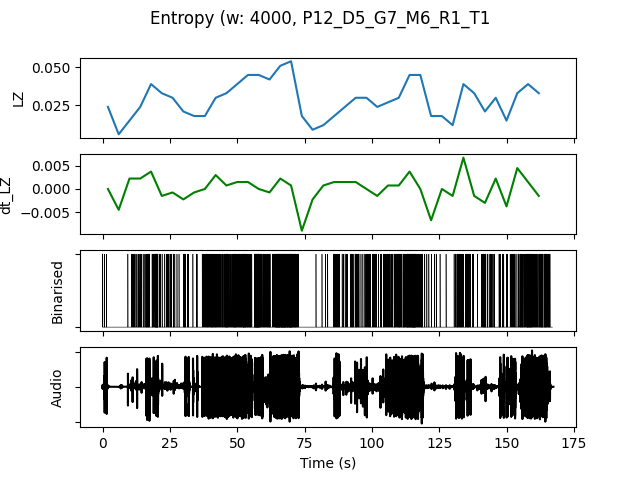 Entropy (w: 4000, P12_D5_G7_M6_R1_T1
0.050
0.025
LZ
0.005
0.000
−0.005
dt_LZ
Binarised
Audio
0 25 50 75 100 125 150 175
Time (s)